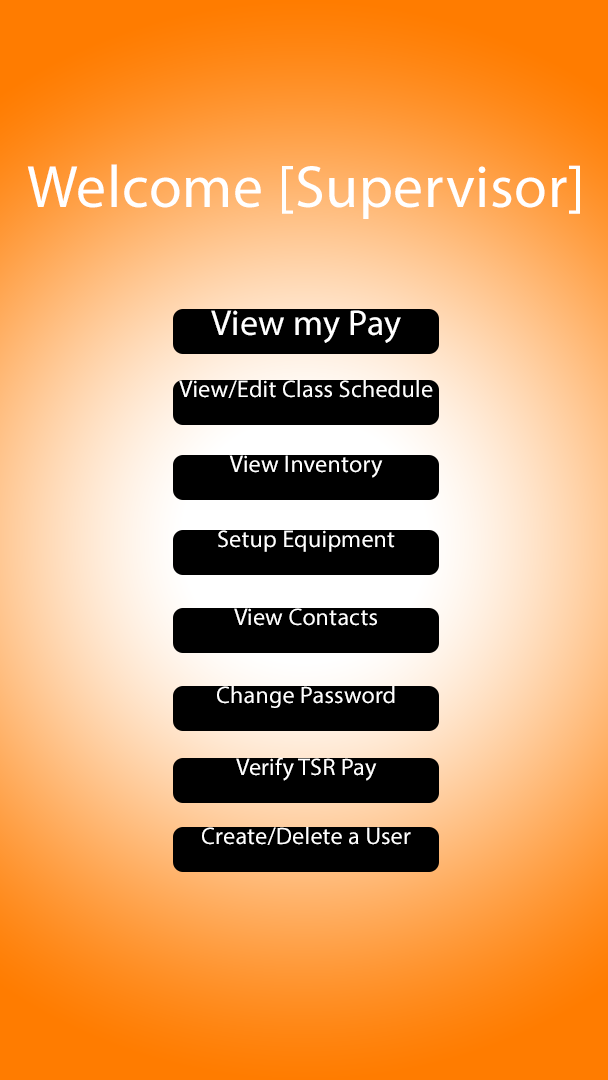 Welcome [Supervisor]
View my Pay
View/Edit Class Schedule
View Inventory
Setup Equipment
View Contacts
Change Password
Verify TSR Pay
Create/Delete a User